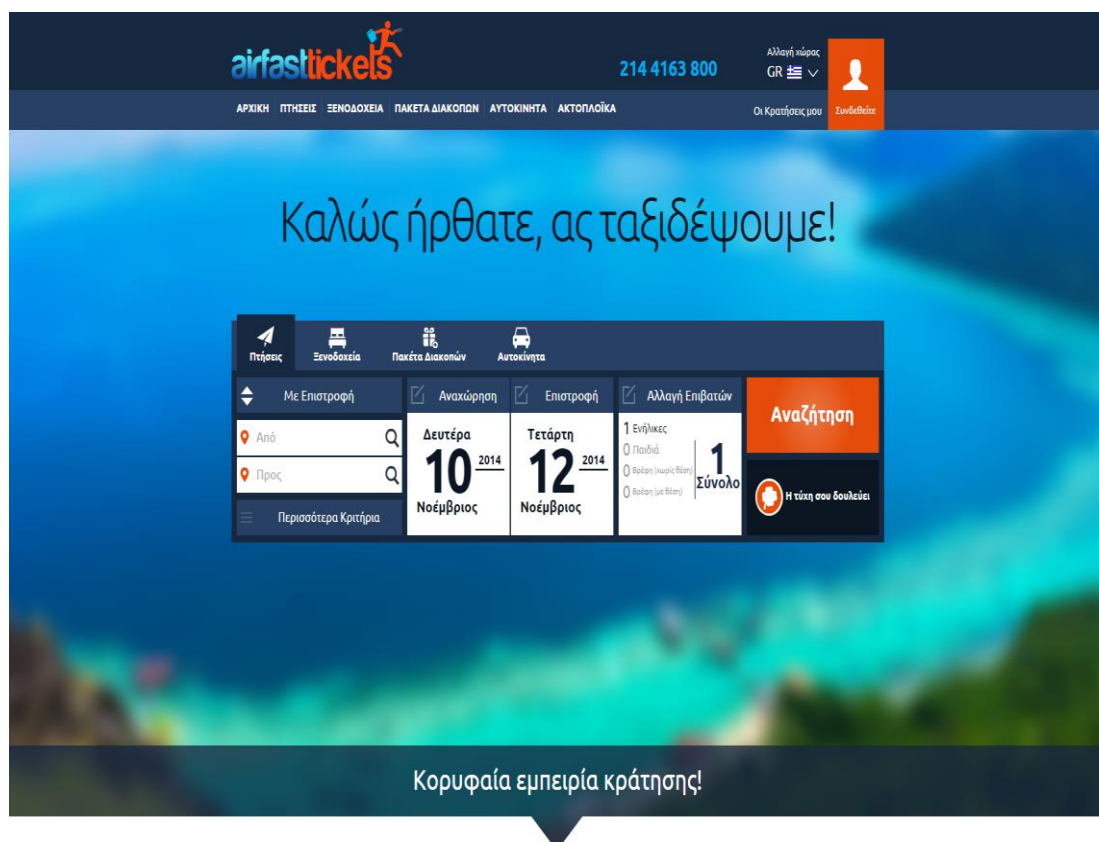 airfasttickets
214 4163 800
Αλλαγή χώρας
GR
ΑΡΧΙΚΗ ΠΤΗΣΕΙΣ ΞΕΝΟΔΟΧΕΙΑ ΠΑΚΕΤΑ ΔΙΑΚΟΠΩΝ ΑΥΤΟΚΙΝΗΤΑ ΑΚΤΟΠΛΟΪΚΑ
Οι Κρατήσεις μου
Συνδεθείτε
Καλώς ήρθατε, ας ταξιδέψουμε!
Πτήσεις
Ξενοδοχεία
Πακέτα Διακοπών
Αυτοκίνητα
Με Επιστροφή
Από
Προς
Περισσότερα Κριτήρια
Αναχώρηση
Δευτέρα
10 2014
Νοέμβριος
Επιστροφή
Τετάρτη
12 2014
Νοέμβριος
Αλλαγή Επιβατών
1 Ενήλικες
0 Παιδιά
0 Βρέφη (χωρίς θέση)
0 Βρέφη (με θέση)
1
Σύνολο
Αναζήτηση
Η τύχη σου δουλεύει
Κορυφαία εμπειρία κράτησης!